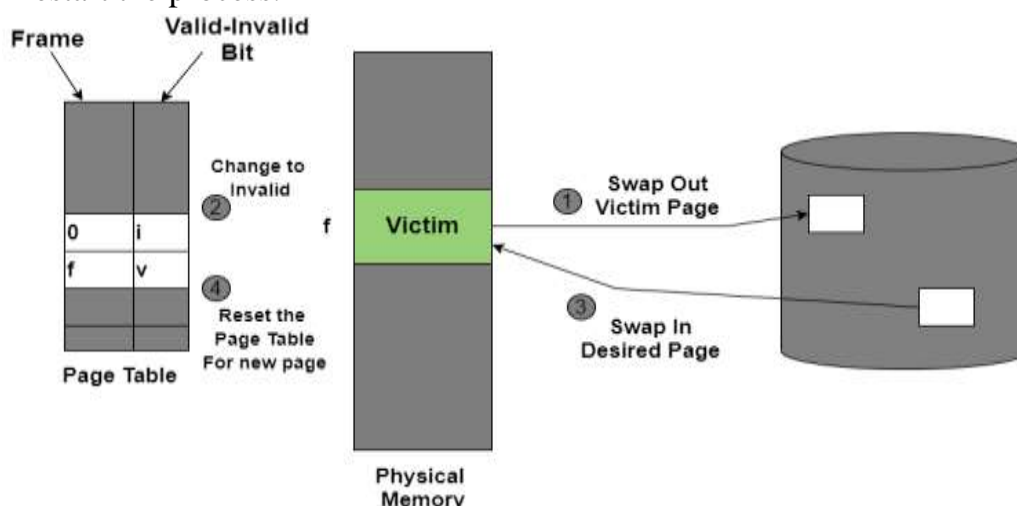 Frame
Valid-Invalid
Bit
Change to
Invalid
2
0 i
f v
4
Reset the
Page Table
For new page
Page Table
f
Victim
Physical
Memory
1
Swap Out
Victim Page
3
Swap In
Desired Page